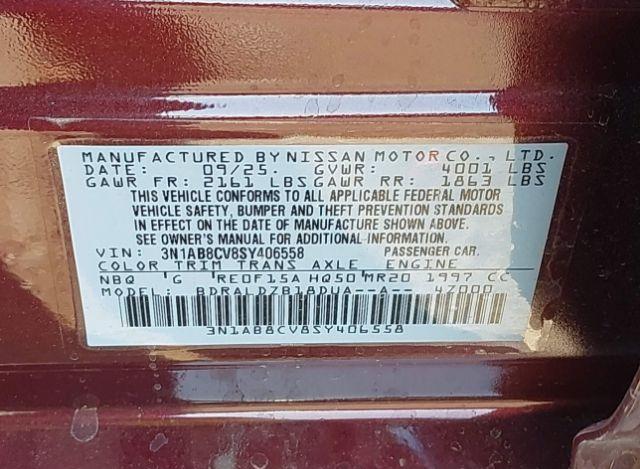 MANUFACTURED BY NISSAN MOTOR CO., LTD.
DATE: 09/25. GVWR: 4001 LBS
GAWR FR: 2161 LBS GAWR RR: 1863 LBS
THIS VEHICLE CONFORMS TO ALL APPLICABLE FEDERAL MOTOR
VEHICLE SAFETY, BUMPER AND THEFT PREVENTION STANDARDS
IN EFFECT ON THE DATE OF MANUFACTURE SHOWN ABOVE.
SEE OWNER'S MANUAL FOR ADDITIONAL INFORMATION.
VIN: 3N1AB8CV8SY406558 PASSENGER CAR.
COLOR TRIM TRANS AXLE ENGINE
NBQ 'G RE0F15A HQ50 MR20 1997 CC
MODEL: BDRALDZB18DUA--A-- 4Z000
3N1AB8CV8SY406558